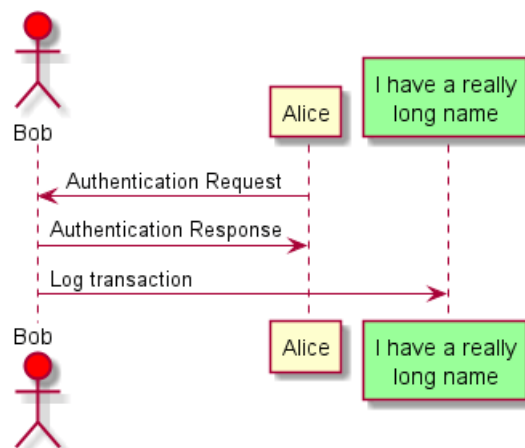 Bob
Alice
I have a really
long name
Authentication Request
Authentication Response
Log transaction
Bob
Alice
I have a really
long name